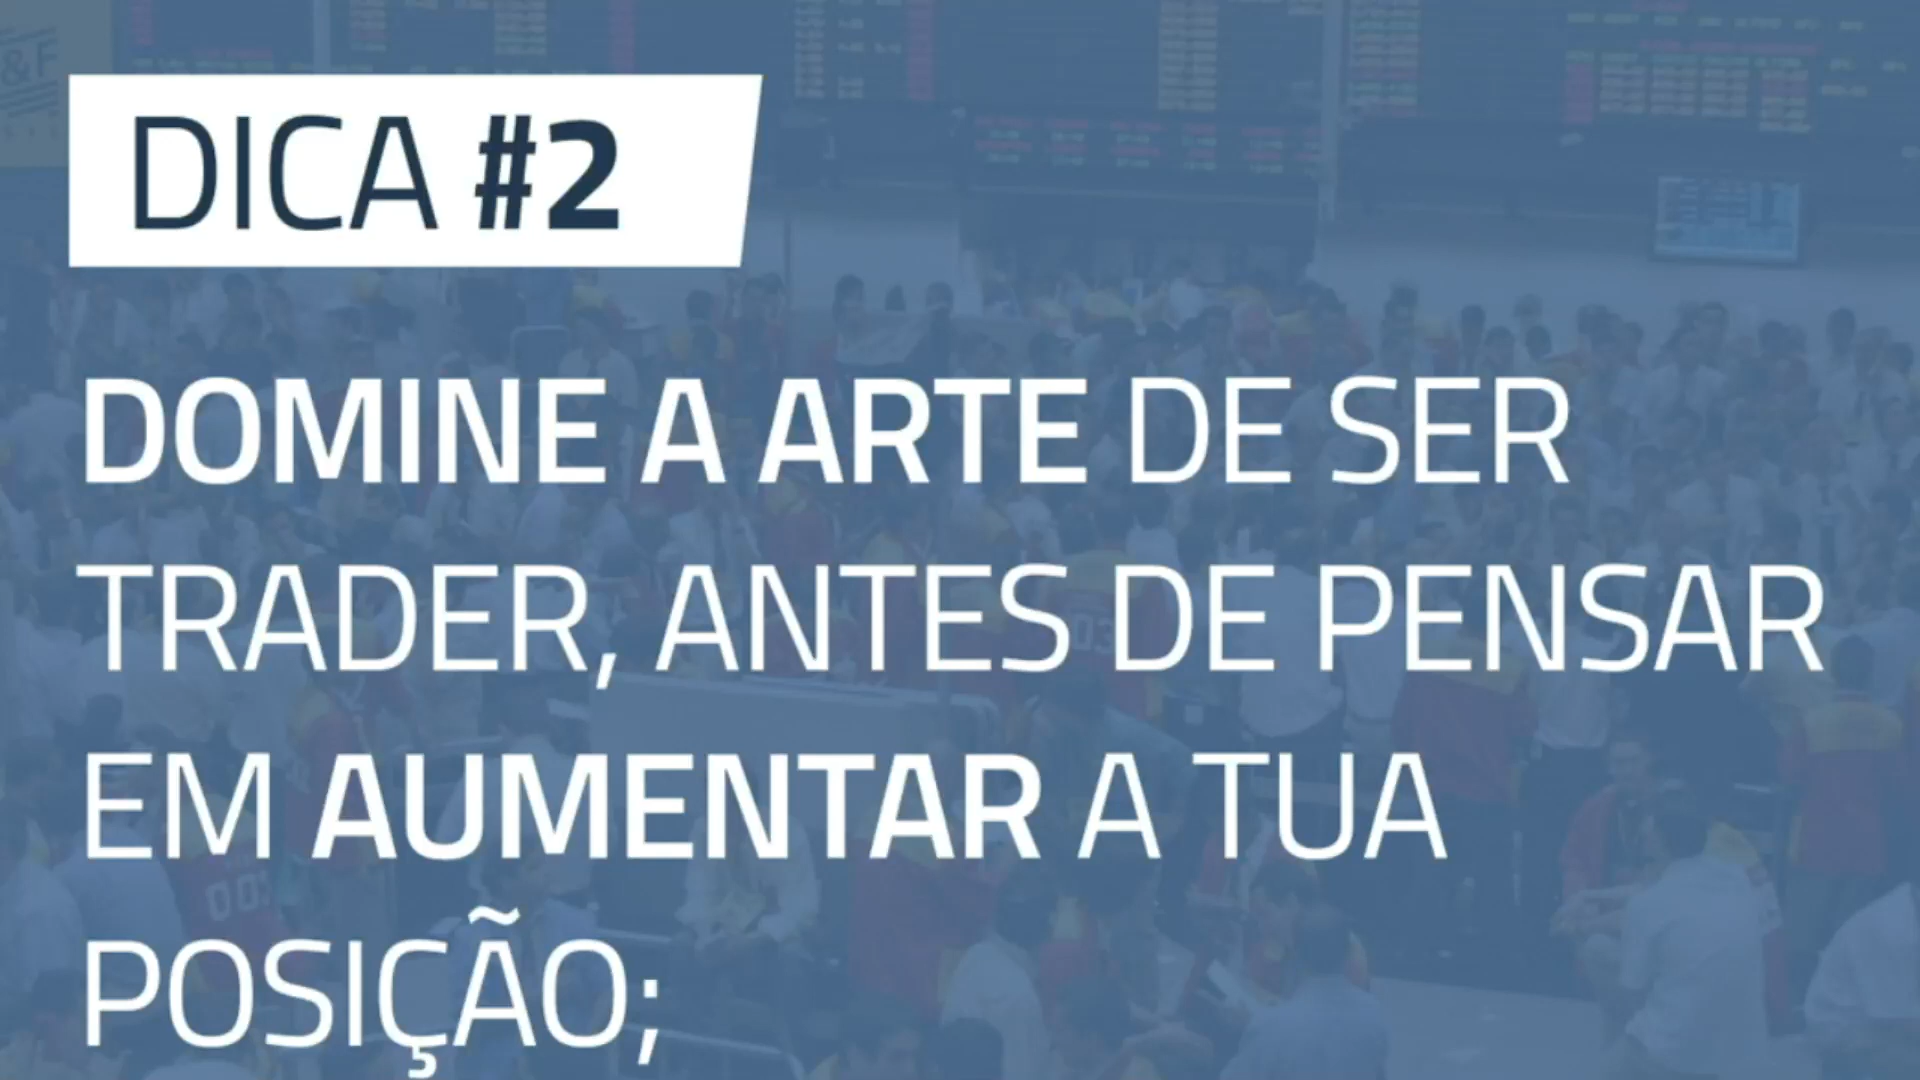 &F
DICA #2
DOMINE A ARTE DE SER
TRADER, ANTES DE PENSAR
EM AUMENTAR A TUA
POSIÇÃO;